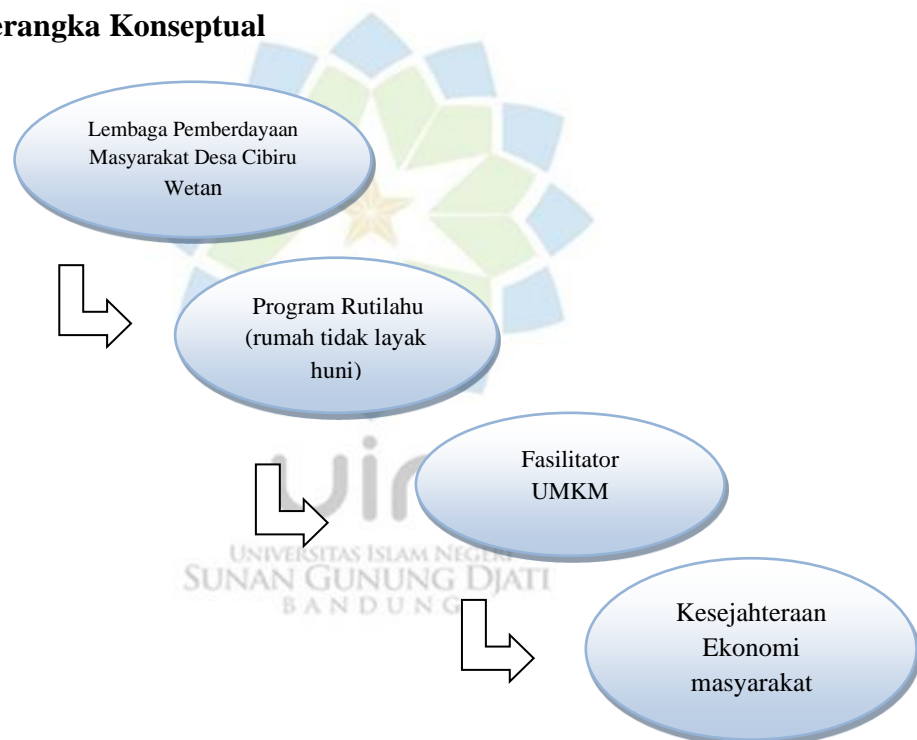 erangka Konseptual
Lembaga Pemberdayaan
Masyarakat Desa Cibiru
Wetan
Program Rutilahu
(rumah tidak layak
huni)
Fasilitator
UMKM
UNIVERSITAS ISLAM NEGERI
SUNAN GUNUNG DJATI
BANDUNG
Kesejahteraan
Ekonomi
masyarakat